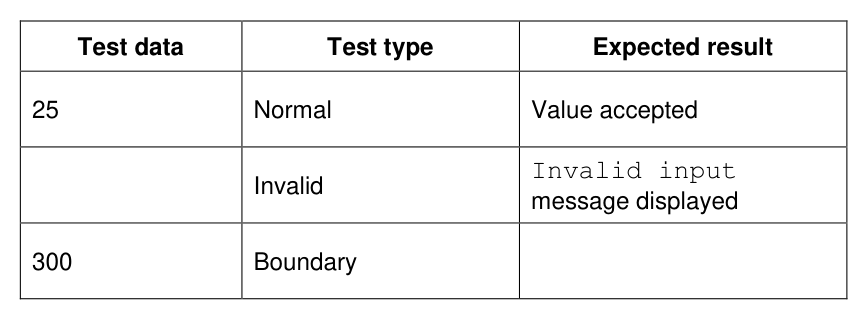 Test data Test type Expected result
25 Normal Value accepted
Invalid Invalid input
message displayed
300 Boundary